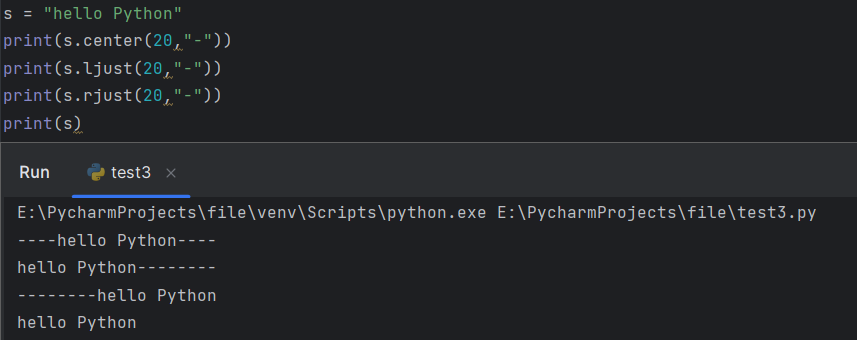 s = "hello Python"
print(s.center(20,"-"))
print(s.ljust(20,"-"))
print(s.rjust(20,"-"))
print(s)
Run test3 ×
E:\PycharmProjects\file\venv\Scripts\python.exe E:\PycharmProjects\file\test3.py
----hello Python----
hello Python--------
--------hello Python
hello Python